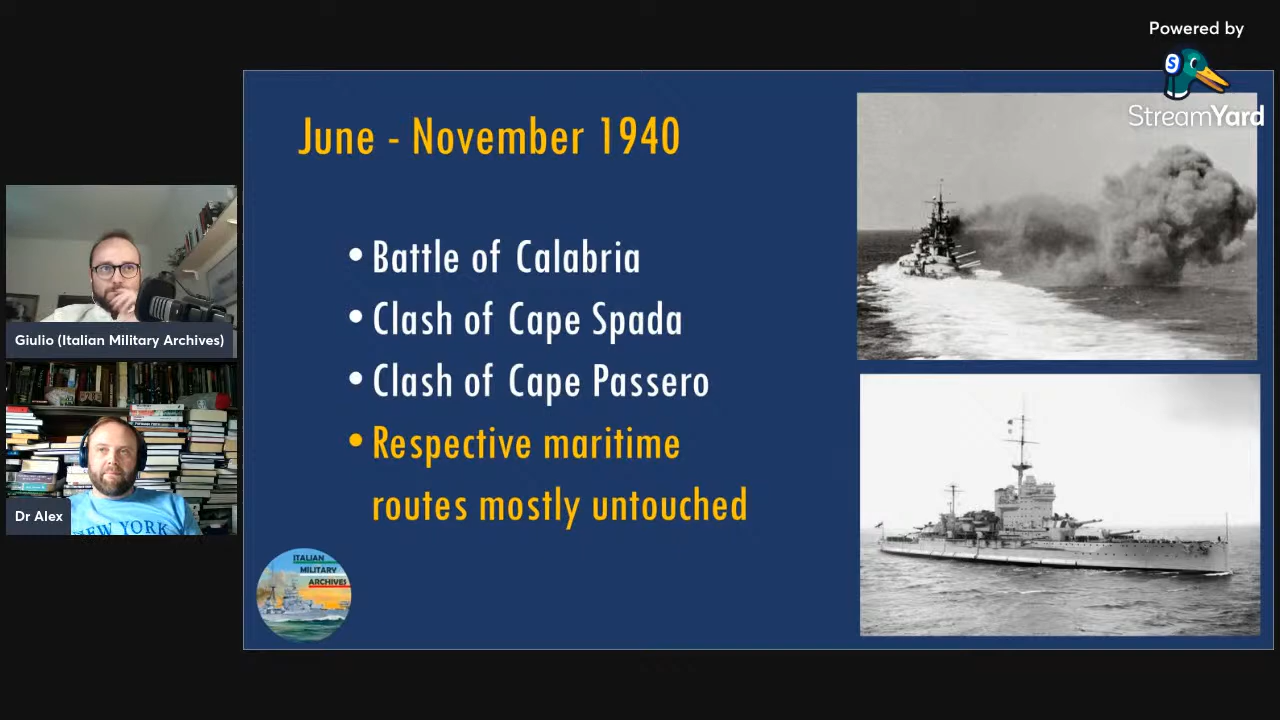 Powered by
StreamYard
June - November 1940
• Battle of Calabria
• Clash of Cape Spada
• Clash of Cape Passero
• Respective maritime
routes mostly untouched
Giulio (Italian Military Archives)
Dr Alex
NEW YORK
ITALIAN
MILITARY
ARCHIVES